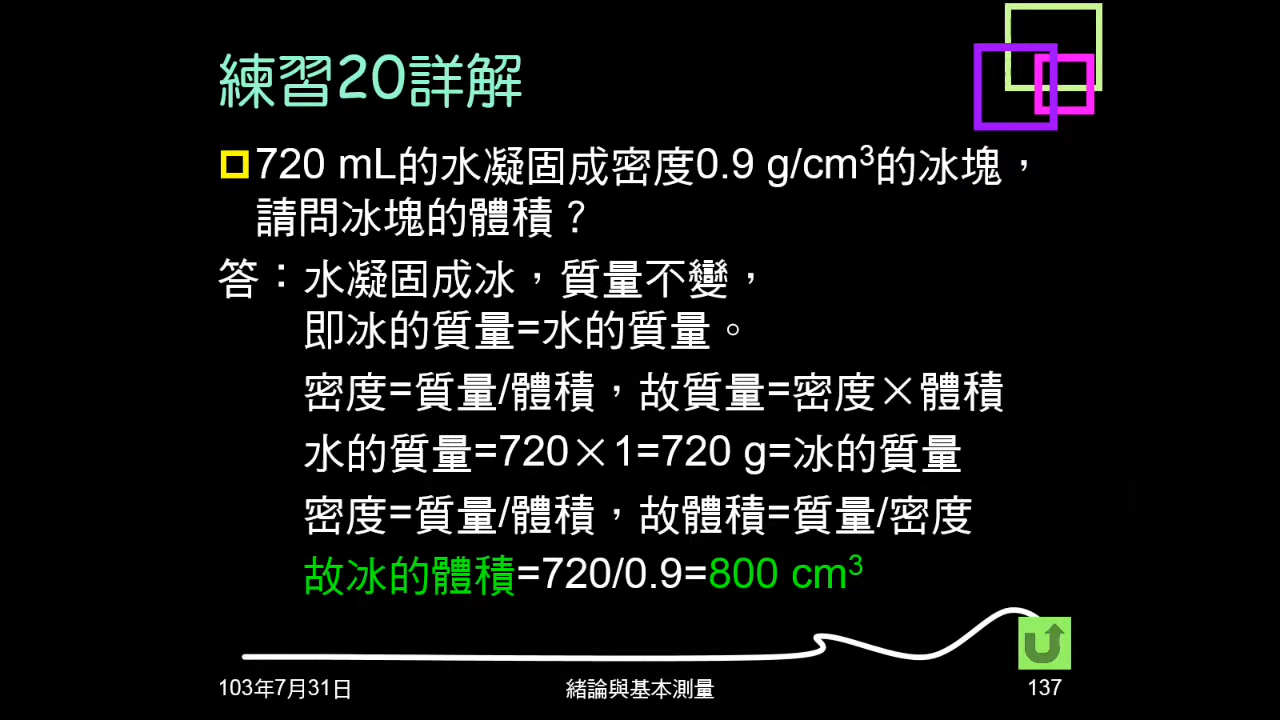 練習20詳解
720 mL的水凝固成密度0.9 g/cm³的冰塊，
請問冰塊的體積？
答：水凝固成冰，質量不變，
即冰的質量=水的質量。
密度=質量/體積，故質量=密度×體積
水的質量=720×1=720 g=冰的質量
密度=質量/體積，故體積=質量/密度
故冰的體積=720/0.9=800 cm³
103年7月31日
緒論與基本測量
137